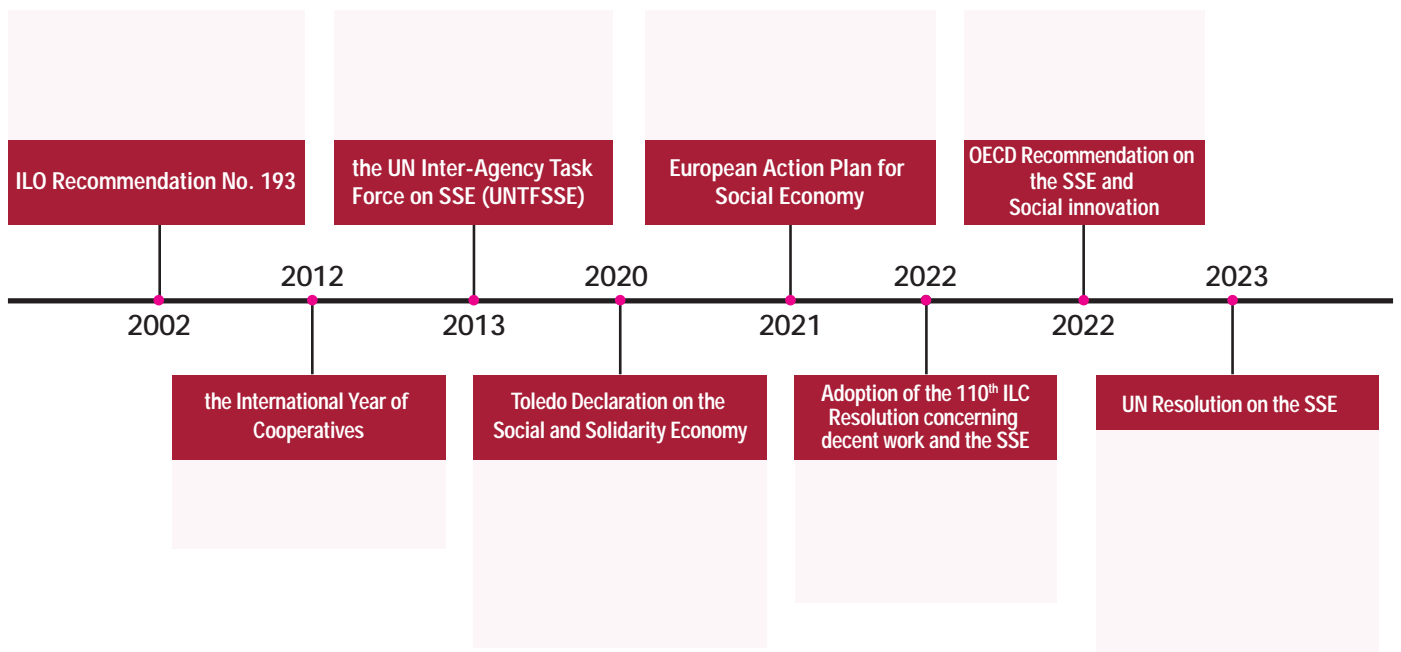 ILO Recommendation No. 193
the UN Inter-Agency Task
Force on SSE (UNTFSSE)
European Action Plan for
Social Economy
OECD Recommendation on
the SSE and
Social innovation
2012
2020
2022
2023
2002
2013
2021
2022
the International Year of
Cooperatives
Toledo Declaration on the
Social and Solidarity Economy
Adoption of the 110th ILC
Resolution concerning
decent work and the SSE
UN Resolution on the SSE